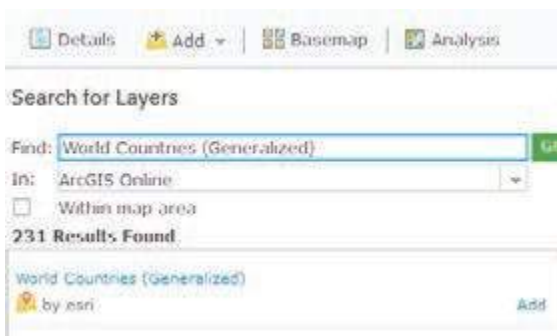 Details Add Basemap Analysis
Search for Layers
Find: World Countries (Generalized)
In: ArcGIS Online
Within map area
231 Results Found
World Countries (Generalized)
by esri Add